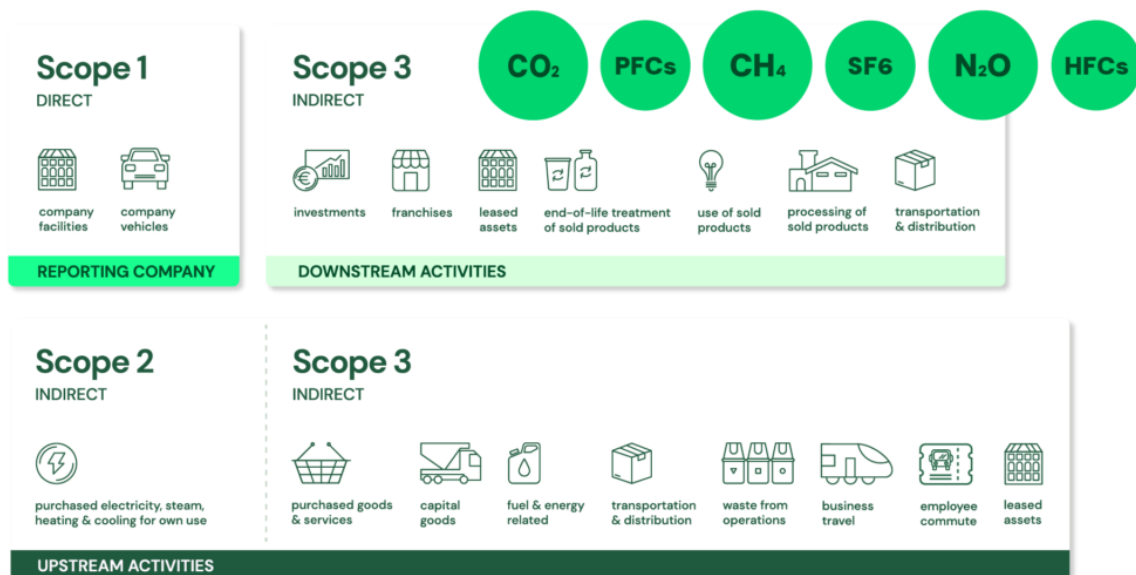 Scope 1
DIRECT
company
facilities
company
vehicles
REPORTING COMPANY
Scope 3
INDIRECT
CO₂
PFCs
CH₄
SF6
N₂O
HFCs
investments
franchises
leased
assets
end-of-life treatment
of sold products
use of sold
products
processing of
sold products
transportation
& distribution
DOWNSTREAM ACTIVITIES
Scope 2
INDIRECT
purchased electricity, steam,
heating & cooling for own use
Scope 3
INDIRECT
purchased goods
& services
capital
goods
fuel & energy
related
transportation
& distribution
waste from
operations
business
travel
employee
commute
leased
assets
UPSTREAM ACTIVITIES